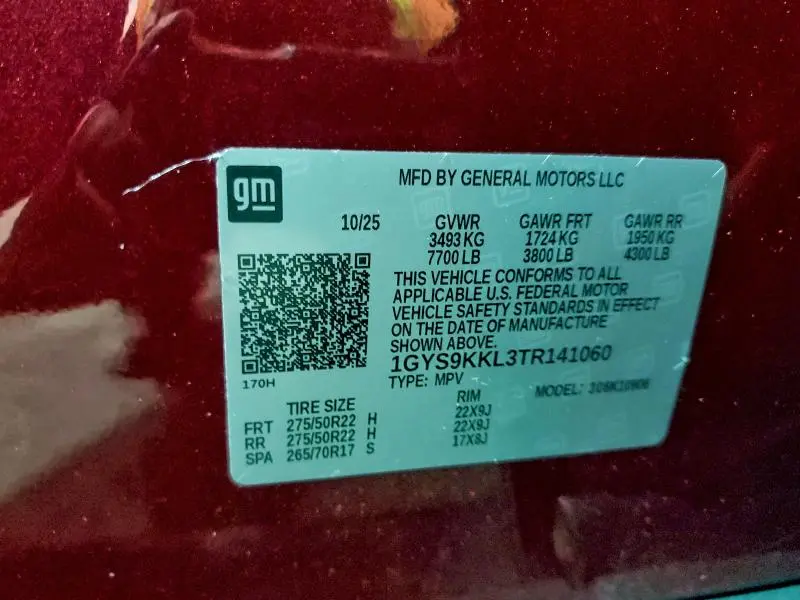 gm
MFD BY GENERAL MOTORS LLC
10/25 GVWR GAWR FRT GAWR RR
3493 KG 1724 KG 1950 KG
7700 LB 3800 LB 4300 LB
THIS VEHICLE CONFORMS TO ALL
APPLICABLE U.S. FEDERAL MOTOR
VEHICLE SAFETY STANDARDS IN EFFECT
ON THE DATE OF MANUFACTURE
SHOWN ABOVE.
1GYS9KKL3TR141060
170H
TYPE: MPV MODEL:
TIRE SIZE RIM
FRT 275/50R22 H 22X9J
RR 275/50R22 H 22X9J
SPA 265/70R17 S 17X8J